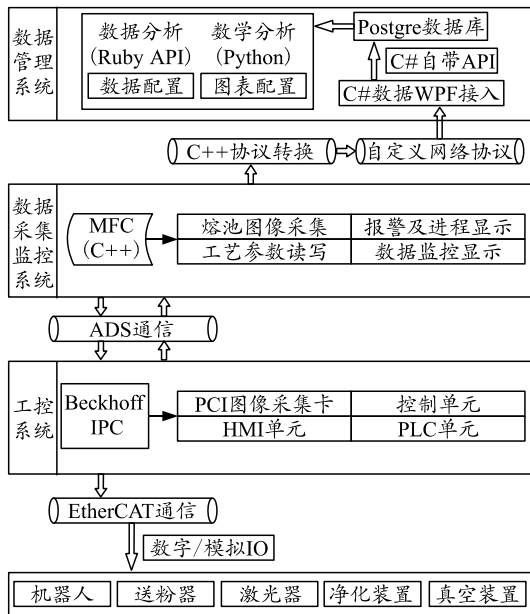 数据管理系统
数据分析
(Ruby API)
数据配置
数学分析
(Python)
图表配置
Postgre数据库
C#自带API
C#数据WPF接入
C++协议转换
自定义网络协议
数据采集监控系统
MFC
(C++)
熔池图像采集
报警及进程显示
工艺参数读写
数据监控显示
ADS通信
工控系统
Beckhoff
IPC
PCI图像采集卡
控制单元
HMI单元
PLC单元
EtherCAT通信
数字/模拟IO
机器人
送粉器
激光器
净化装置
真空装置